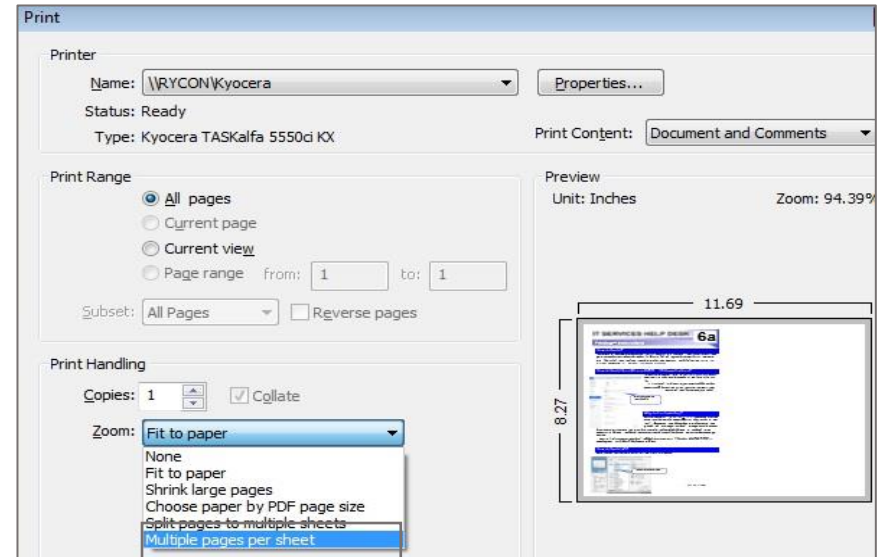 Print
Printer
Name: \\RYCON\Kyocera
Properties...
Status: Ready
Type: Kyocera TASKalfa 5550ci KX
Print Content: Document and Comments
Print Range
All pages
Current page
Current view
Page range from: 1 to: 1
Subset: All Pages Reverse pages
Preview
Unit: Inches Zoom: 94.39%
11.69
8.27
IT SERVICES HELP DESK
6a
Print Handling
Copies: 1 Collate
Zoom: Fit to paper
None
Fit to paper
Shrink large pages
Choose paper by PDF page size
Split pages to multiple sheets
Multiple pages per sheet